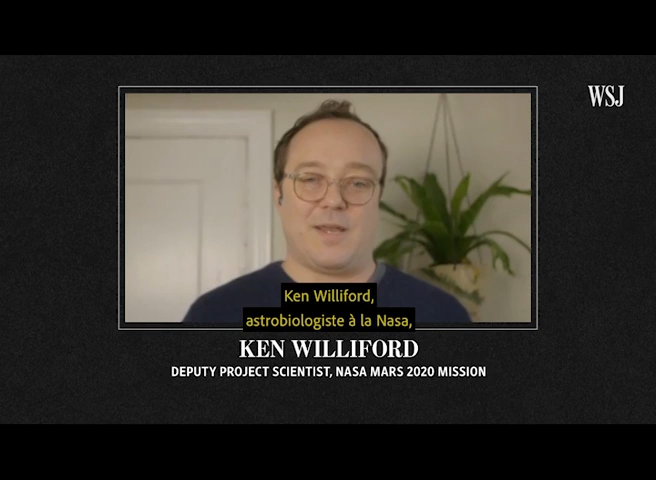 WSJ
Ken Williford,
astrobiologiste à la Nasa,
KEN WILLIFORD
DEPUTY PROJECT SCIENTIST, NASA MARS 2020 MISSION